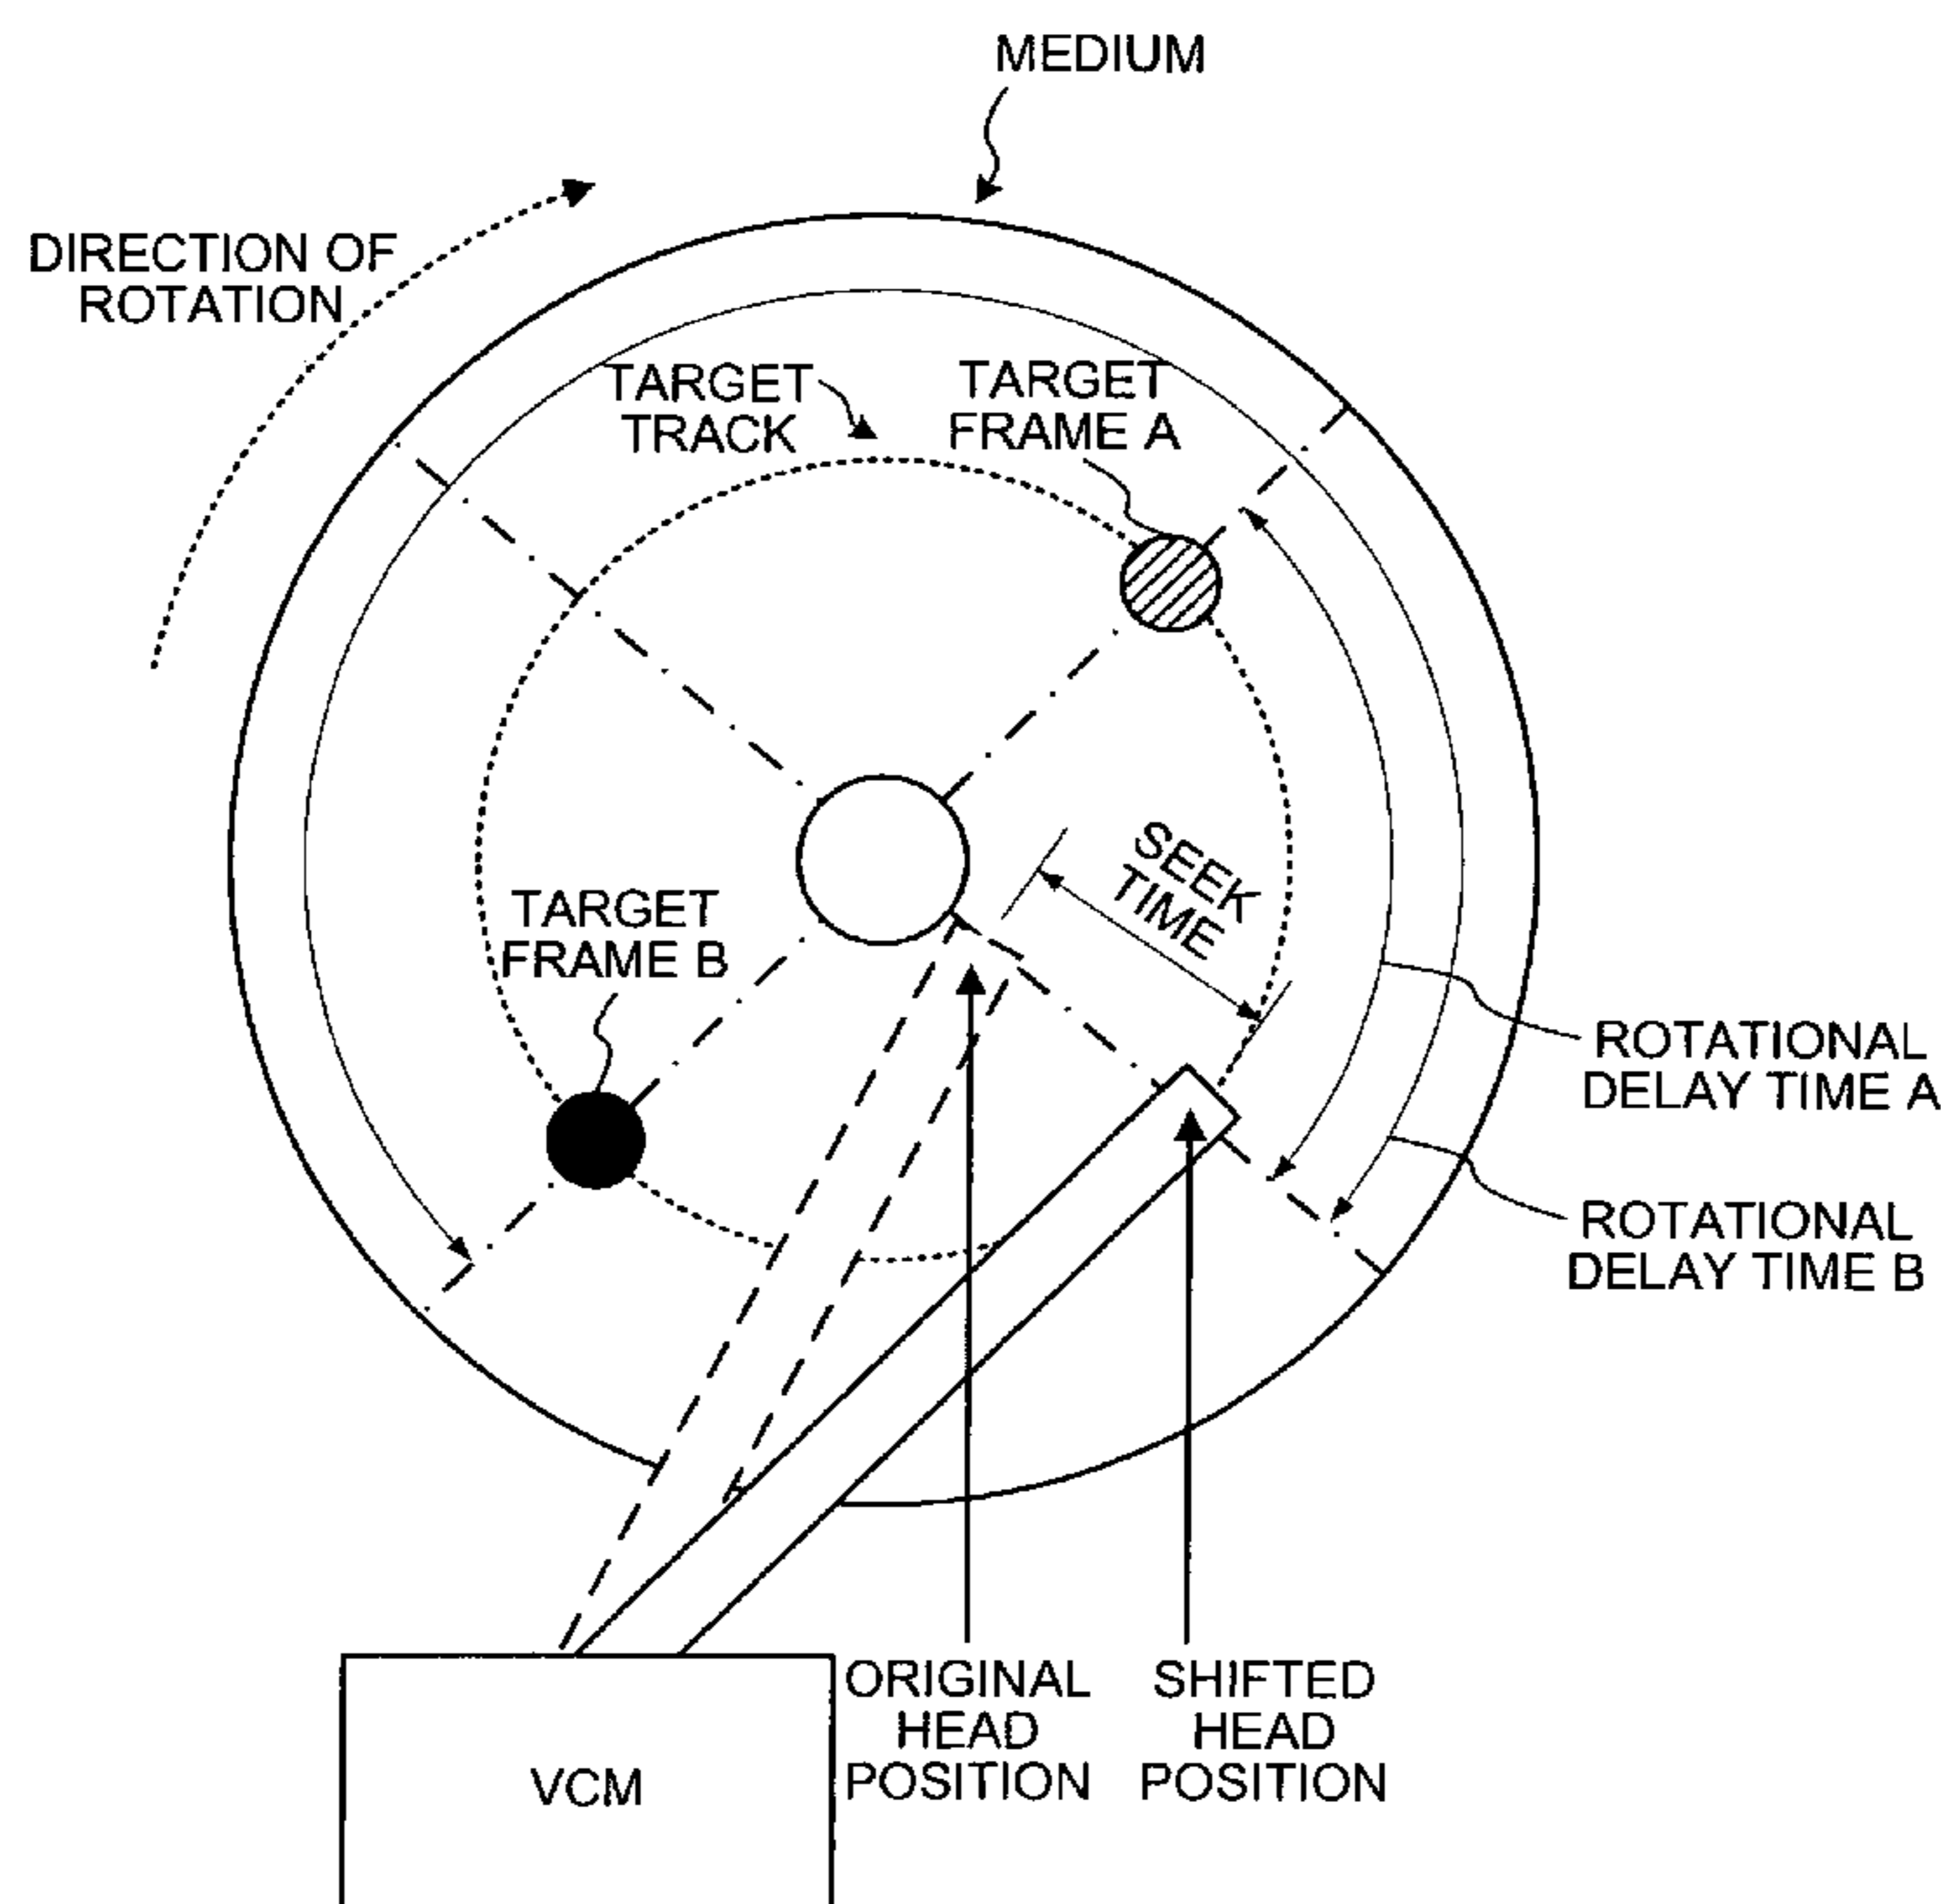 MEDIUM
DIRECTION OF
ROTATION
TARGET
TRACK
TARGET
FRAME A
SEEK
TIME
TARGET
FRAME B
ROTATIONAL
DELAY TIME A
ROTATIONAL
DELAY TIME B
ORIGINAL
HEAD
POSITION
SHIFTED
HEAD
POSITION
VCM